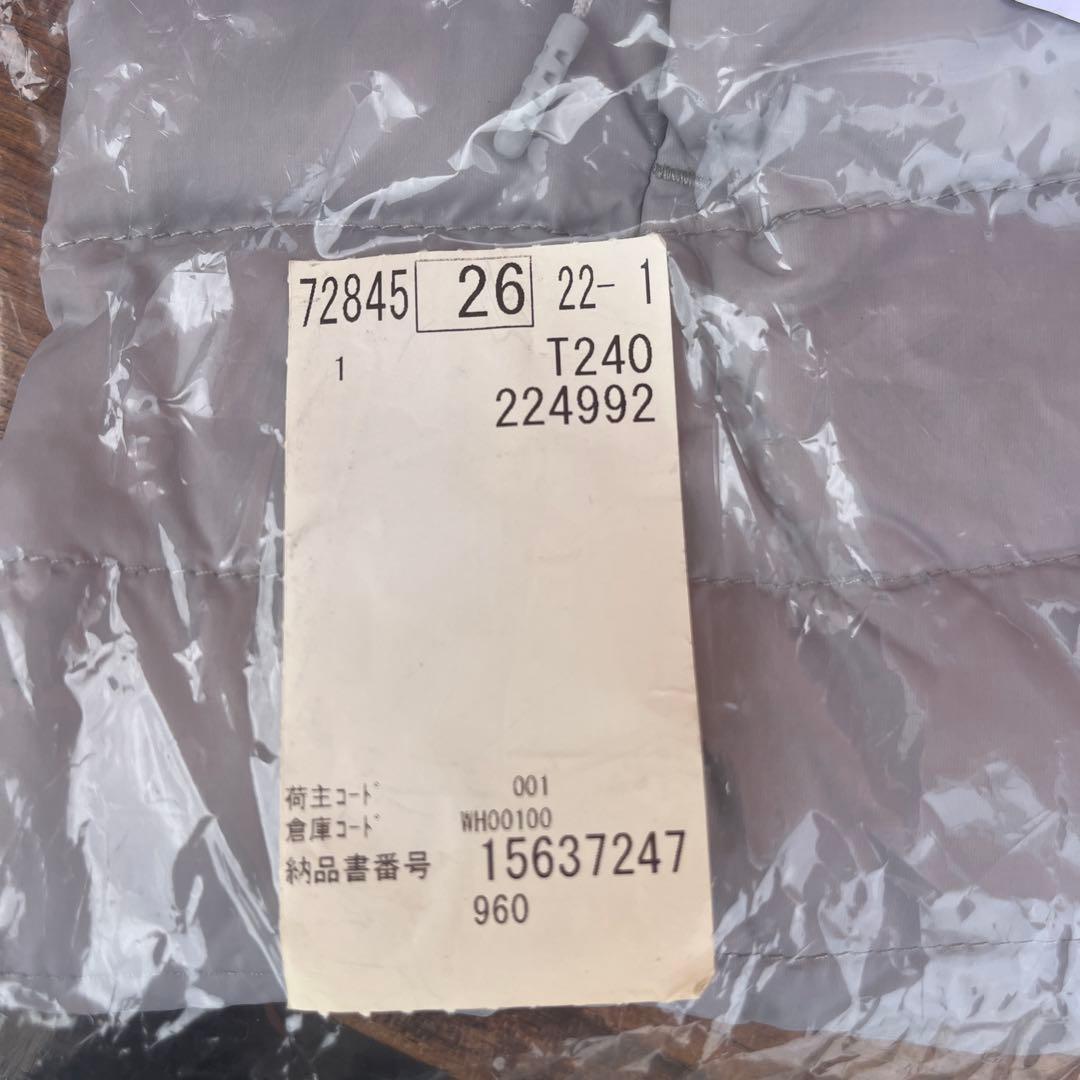 72845 26 22- 1
1 T240
224992
荷主ｺｰﾄﾞ 001
倉庫ｺｰﾄﾞ WH00100
納品書番号 15637247
960